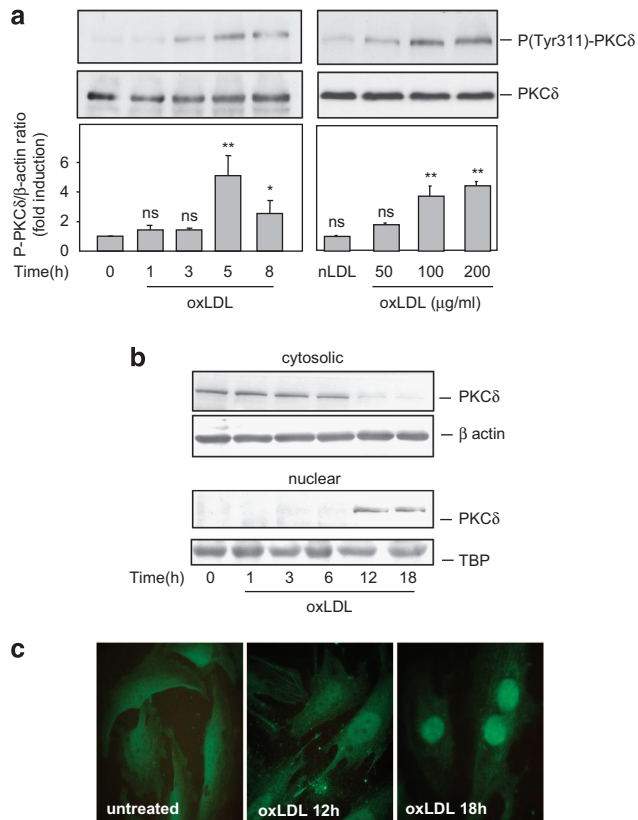 a
P(Tyr311)-PKCδ
PKCδ
P-PKCδ/β-actin ratio
(fold induction)
6
4
2
0
ns
ns
**
*
ns
ns
**
**
Time(h)
0
1
3
5
8
oxLDL
nLDL
50
100
200
oxLDL (μg/ml)
b
cytosolic
PKCδ
β actin
nuclear
PKCδ
TBP
Time(h)
0
1
3
6
12
18
oxLDL
c
untreated
oxLDL 12h
oxLDL 18h